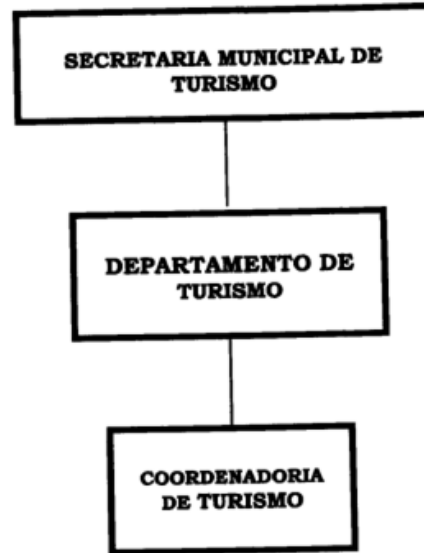 SECRETARIA MUNICIPAL DE
TURISMO
DEPARTAMENTO DE
TURISMO
COORDENADORIA
DE TURISMO